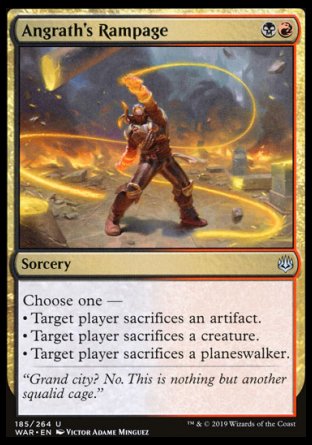 Angrath's Rampage
Sorcery
Choose one —
• Target player sacrifices an artifact.
• Target player sacrifices a creature.
• Target player sacrifices a planeswalker.
"Grand city? No. This is nothing but another
squalid cage."
185/264 U
WAR • EN Victor Adame Minguez
™ & © 2019 Wizards of the Coast